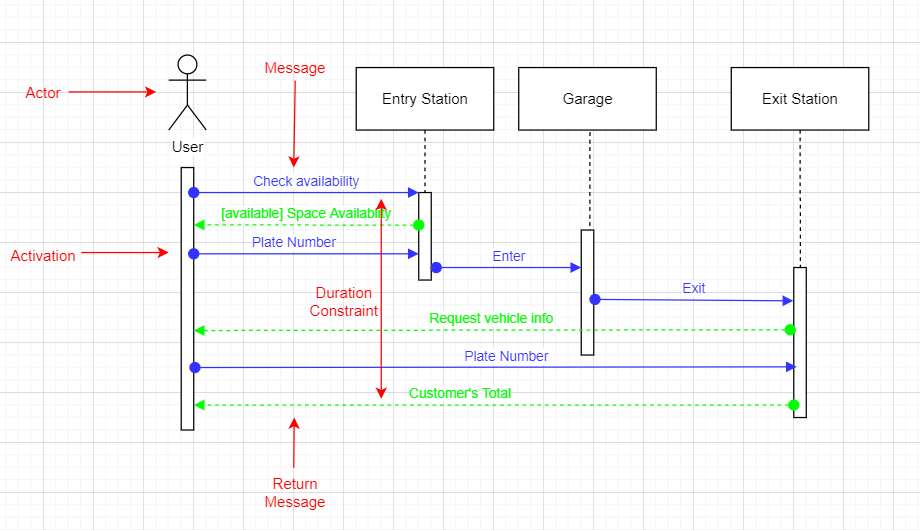 Message
Actor
Entry Station
Garage
Exit Station
User
Check availability
[available] Space Availablity
Plate Number
Activation
Enter
Exit
Duration
Constraint
Request vehicle info
Plate Number
Customer's Total
Return
Message